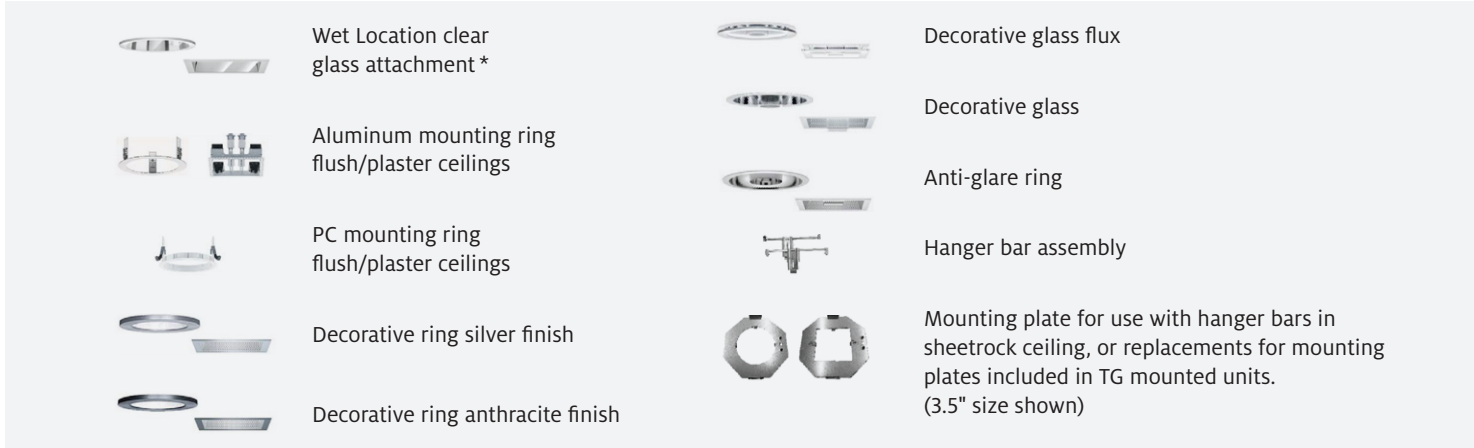 Wet Location clear
glass attachment *
Aluminum mounting ring
flush/plaster ceilings
PC mounting ring
flush/plaster ceilings
Decorative ring silver finish
Decorative ring anthracite finish
Decorative glass flux
Decorative glass
Anti-glare ring
Hanger bar assembly
Mounting plate for use with hanger bars in
sheetrock ceiling, or replacements for mounting
plates included in TG mounted units.
(3.5" size shown)